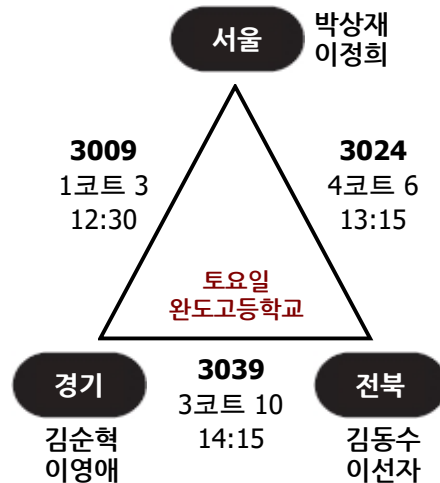 서울
박상재
이정희
3009
1코트 3
12:30
3024
4코트 6
13:15
토요일
완도고등학교
경기
김순혁
이영애
3039
3코트 10
14:15
전북
김동수
이선자